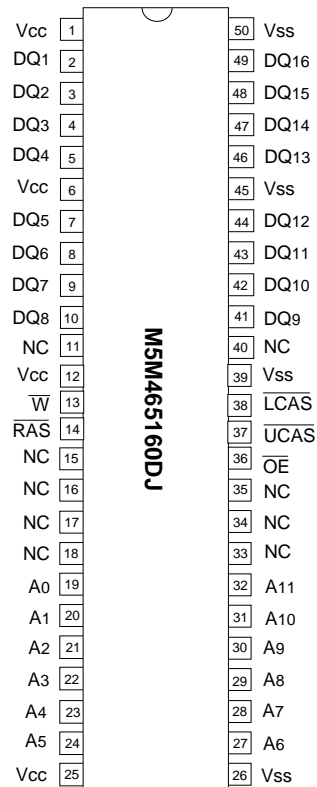 Vcc 1 50 Vss
DQ1 2 49 DQ16
DQ2 3 48 DQ15
DQ3 4 47 DQ14
DQ4 5 46 DQ13
Vcc 6 45 Vss
DQ5 7 44 DQ12
DQ6 8 43 DQ11
DQ7 9 42 DQ10
DQ8 10 41 DQ9
NC 11 40 NC
Vcc 12 39 Vss
W̅ 13 38 L̅C̅A̅S̅
R̅A̅S̅ 14 37 U̅C̅A̅S̅
NC 15 36 O̅E̅
NC 16 35 NC
NC 17 34 NC
NC 18 33 NC
A0 19 32 A11
A1 20 31 A10
A2 21 30 A9
A3 22 29 A8
A4 23 28 A7
A5 24 27 A6
Vcc 25 26 Vss
M5M465160DJ